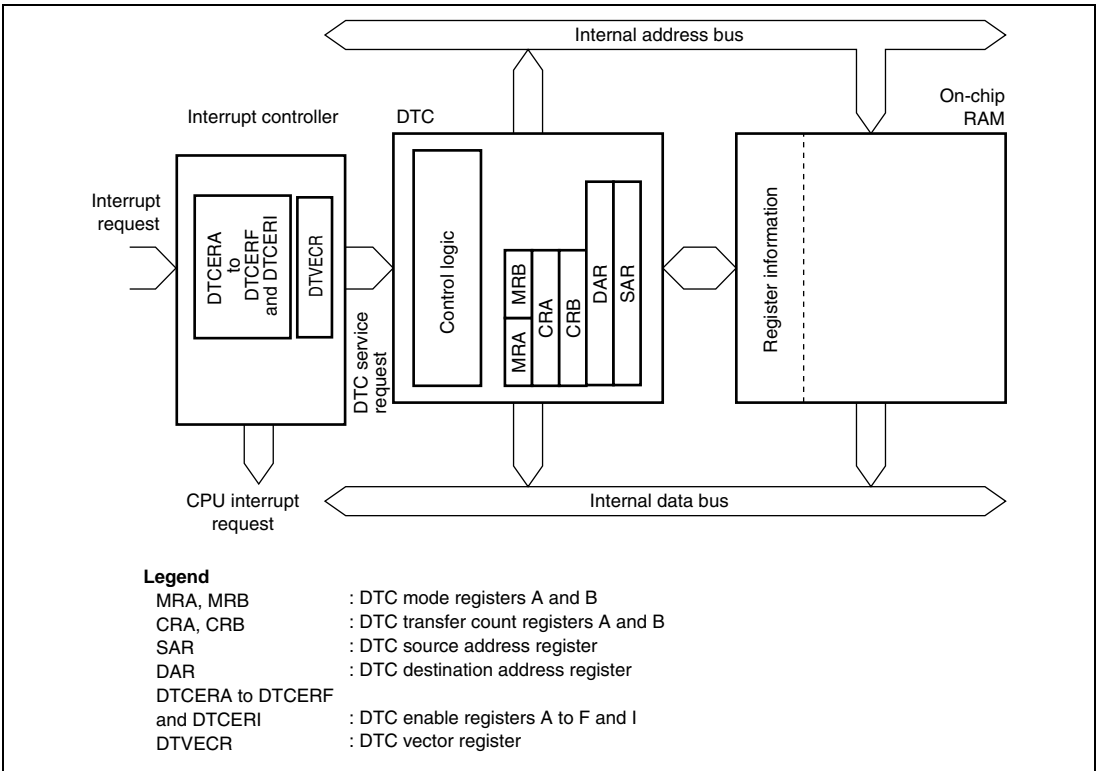 Internal address bus
On-chip
RAM
Interrupt controller
DTC
Interrupt
request
DTCERA
to
DTCERF
and DTCERI
DTVECR
DTC service
request
Control logic
MRA
MRB
CRA
CRB
DAR
SAR
Register information
CPU interrupt
request
Internal data bus
Legend
MRA, MRB : DTC mode registers A and B
CRA, CRB : DTC transfer count registers A and B
SAR : DTC source address register
DAR : DTC destination address register
DTCERA to DTCERF
and DTCERI : DTC enable registers A to F and I
DTVECR : DTC vector register